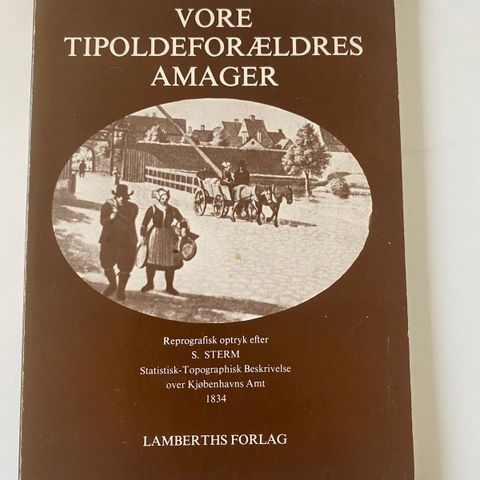 VORE
TIPOLDEFORÆLDRES
AMAGER
Reprografisk optryk efter
S. STERM
Statistisk-Topographisk Beskrivelse
over Kjøbenhavns Amt
1834
LAMBERTHS FORLAG